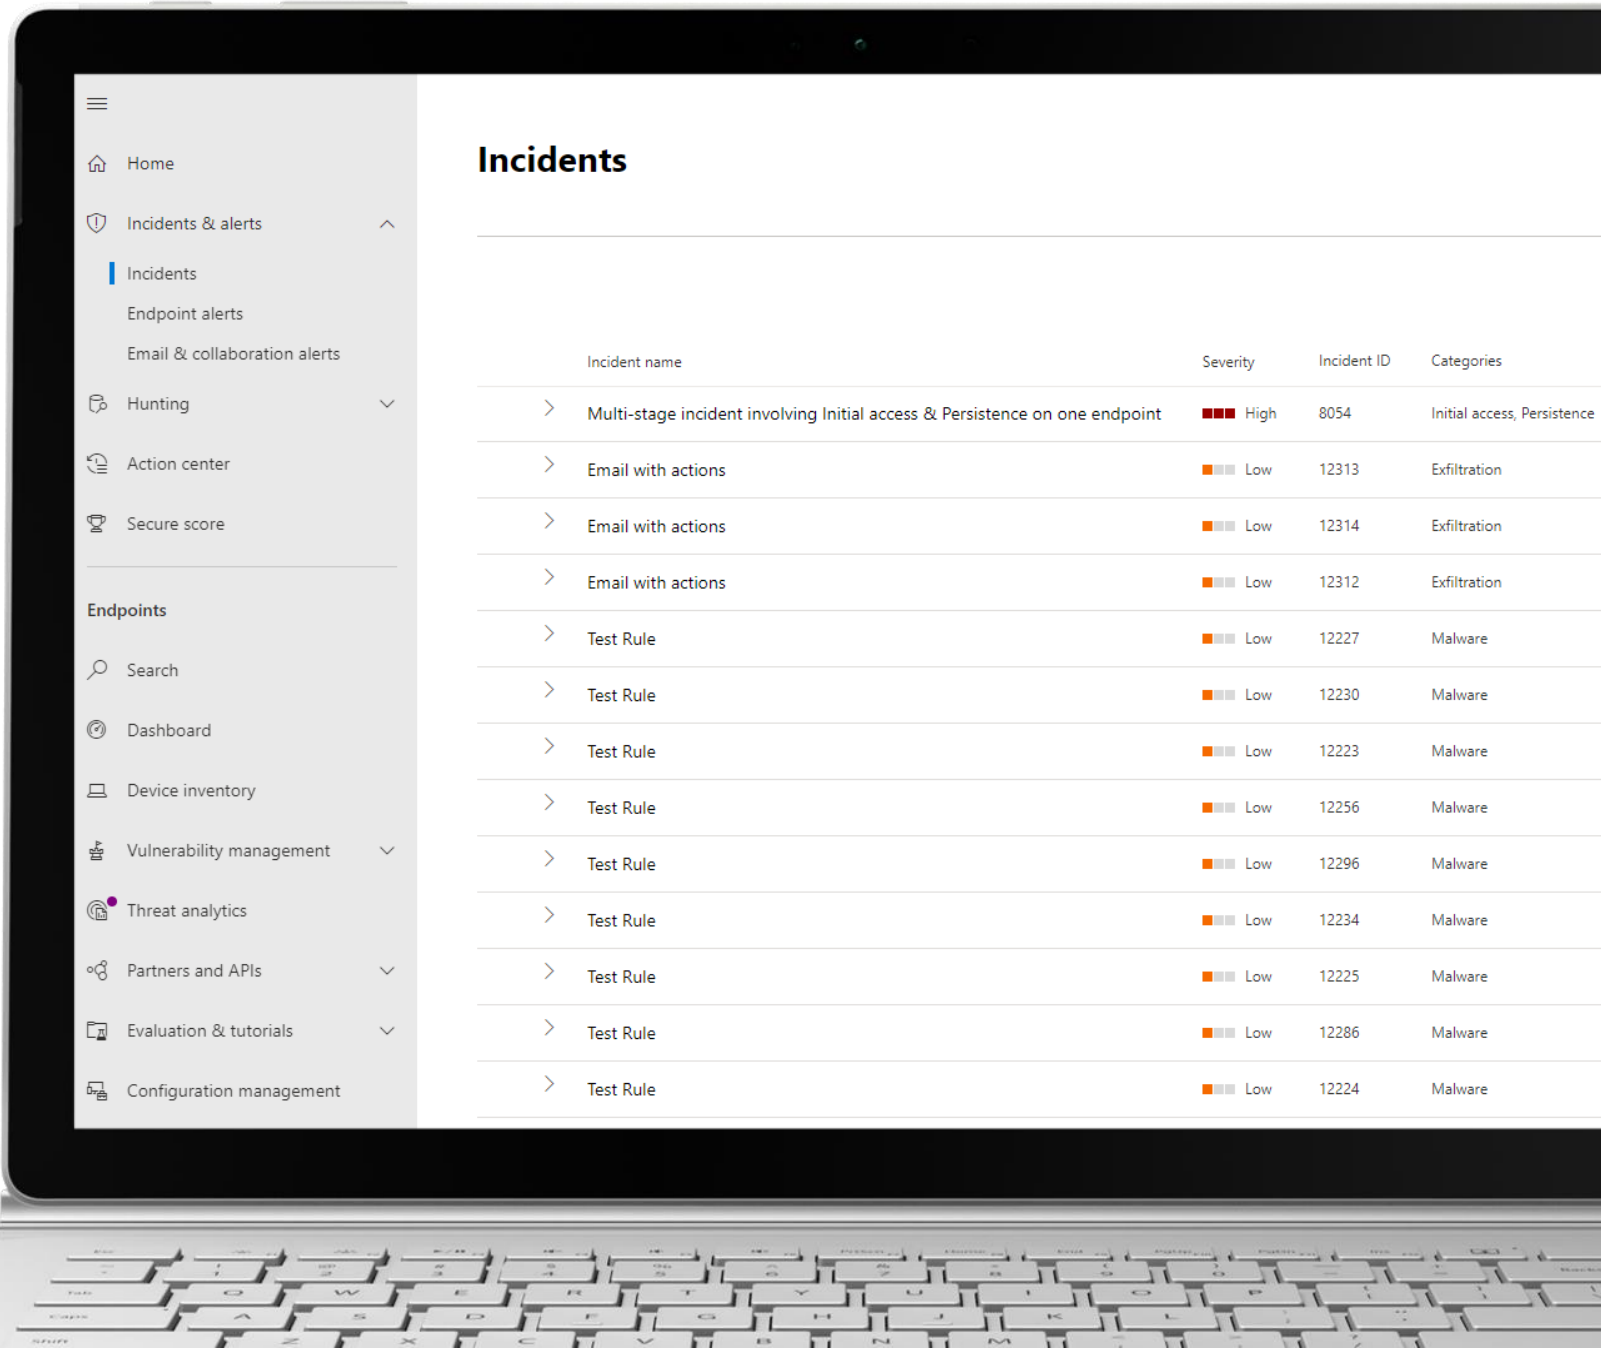 Home
Incidents & alerts
Incidents
Endpoint alerts
Email & collaboration alerts
Hunting
Action center
Secure score
Endpoints
Search
Dashboard
Device inventory
Vulnerability management
Threat analytics
Partners and APIs
Evaluation & tutorials
Configuration management
Incidents
Incident name Severity Incident ID Categories
Multi-stage incident involving Initial access & Persistence on one endpoint High 8054 Initial access, Persistence
Email with actions Low 12313 Exfiltration
Email with actions Low 12314 Exfiltration
Email with actions Low 12312 Exfiltration
Test Rule Low 12227 Malware
Test Rule Low 12230 Malware
Test Rule Low 12223 Malware
Test Rule Low 12256 Malware
Test Rule Low 12296 Malware
Test Rule Low 12234 Malware
Test Rule Low 12225 Malware
Test Rule Low 12286 Malware
Test Rule Low 12224 Malware
Tab Q W E R T Y U I O P
Caps A S D F G H J K L
Shift Z X C V B N M